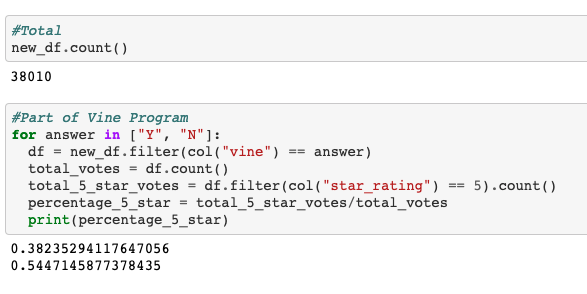 #Total
new_df.count()
38010
#Part of Vine Program
for answer in ["Y", "N"]:
  df = new_df.filter(col("vine") == answer)
  total_votes = df.count()
  total_5_star_votes = df.filter(col("star_rating") == 5).count()
  percentage_5_star = total_5_star_votes/total_votes
  print(percentage_5_star)
0.38235294117647056
0.5447145877378435